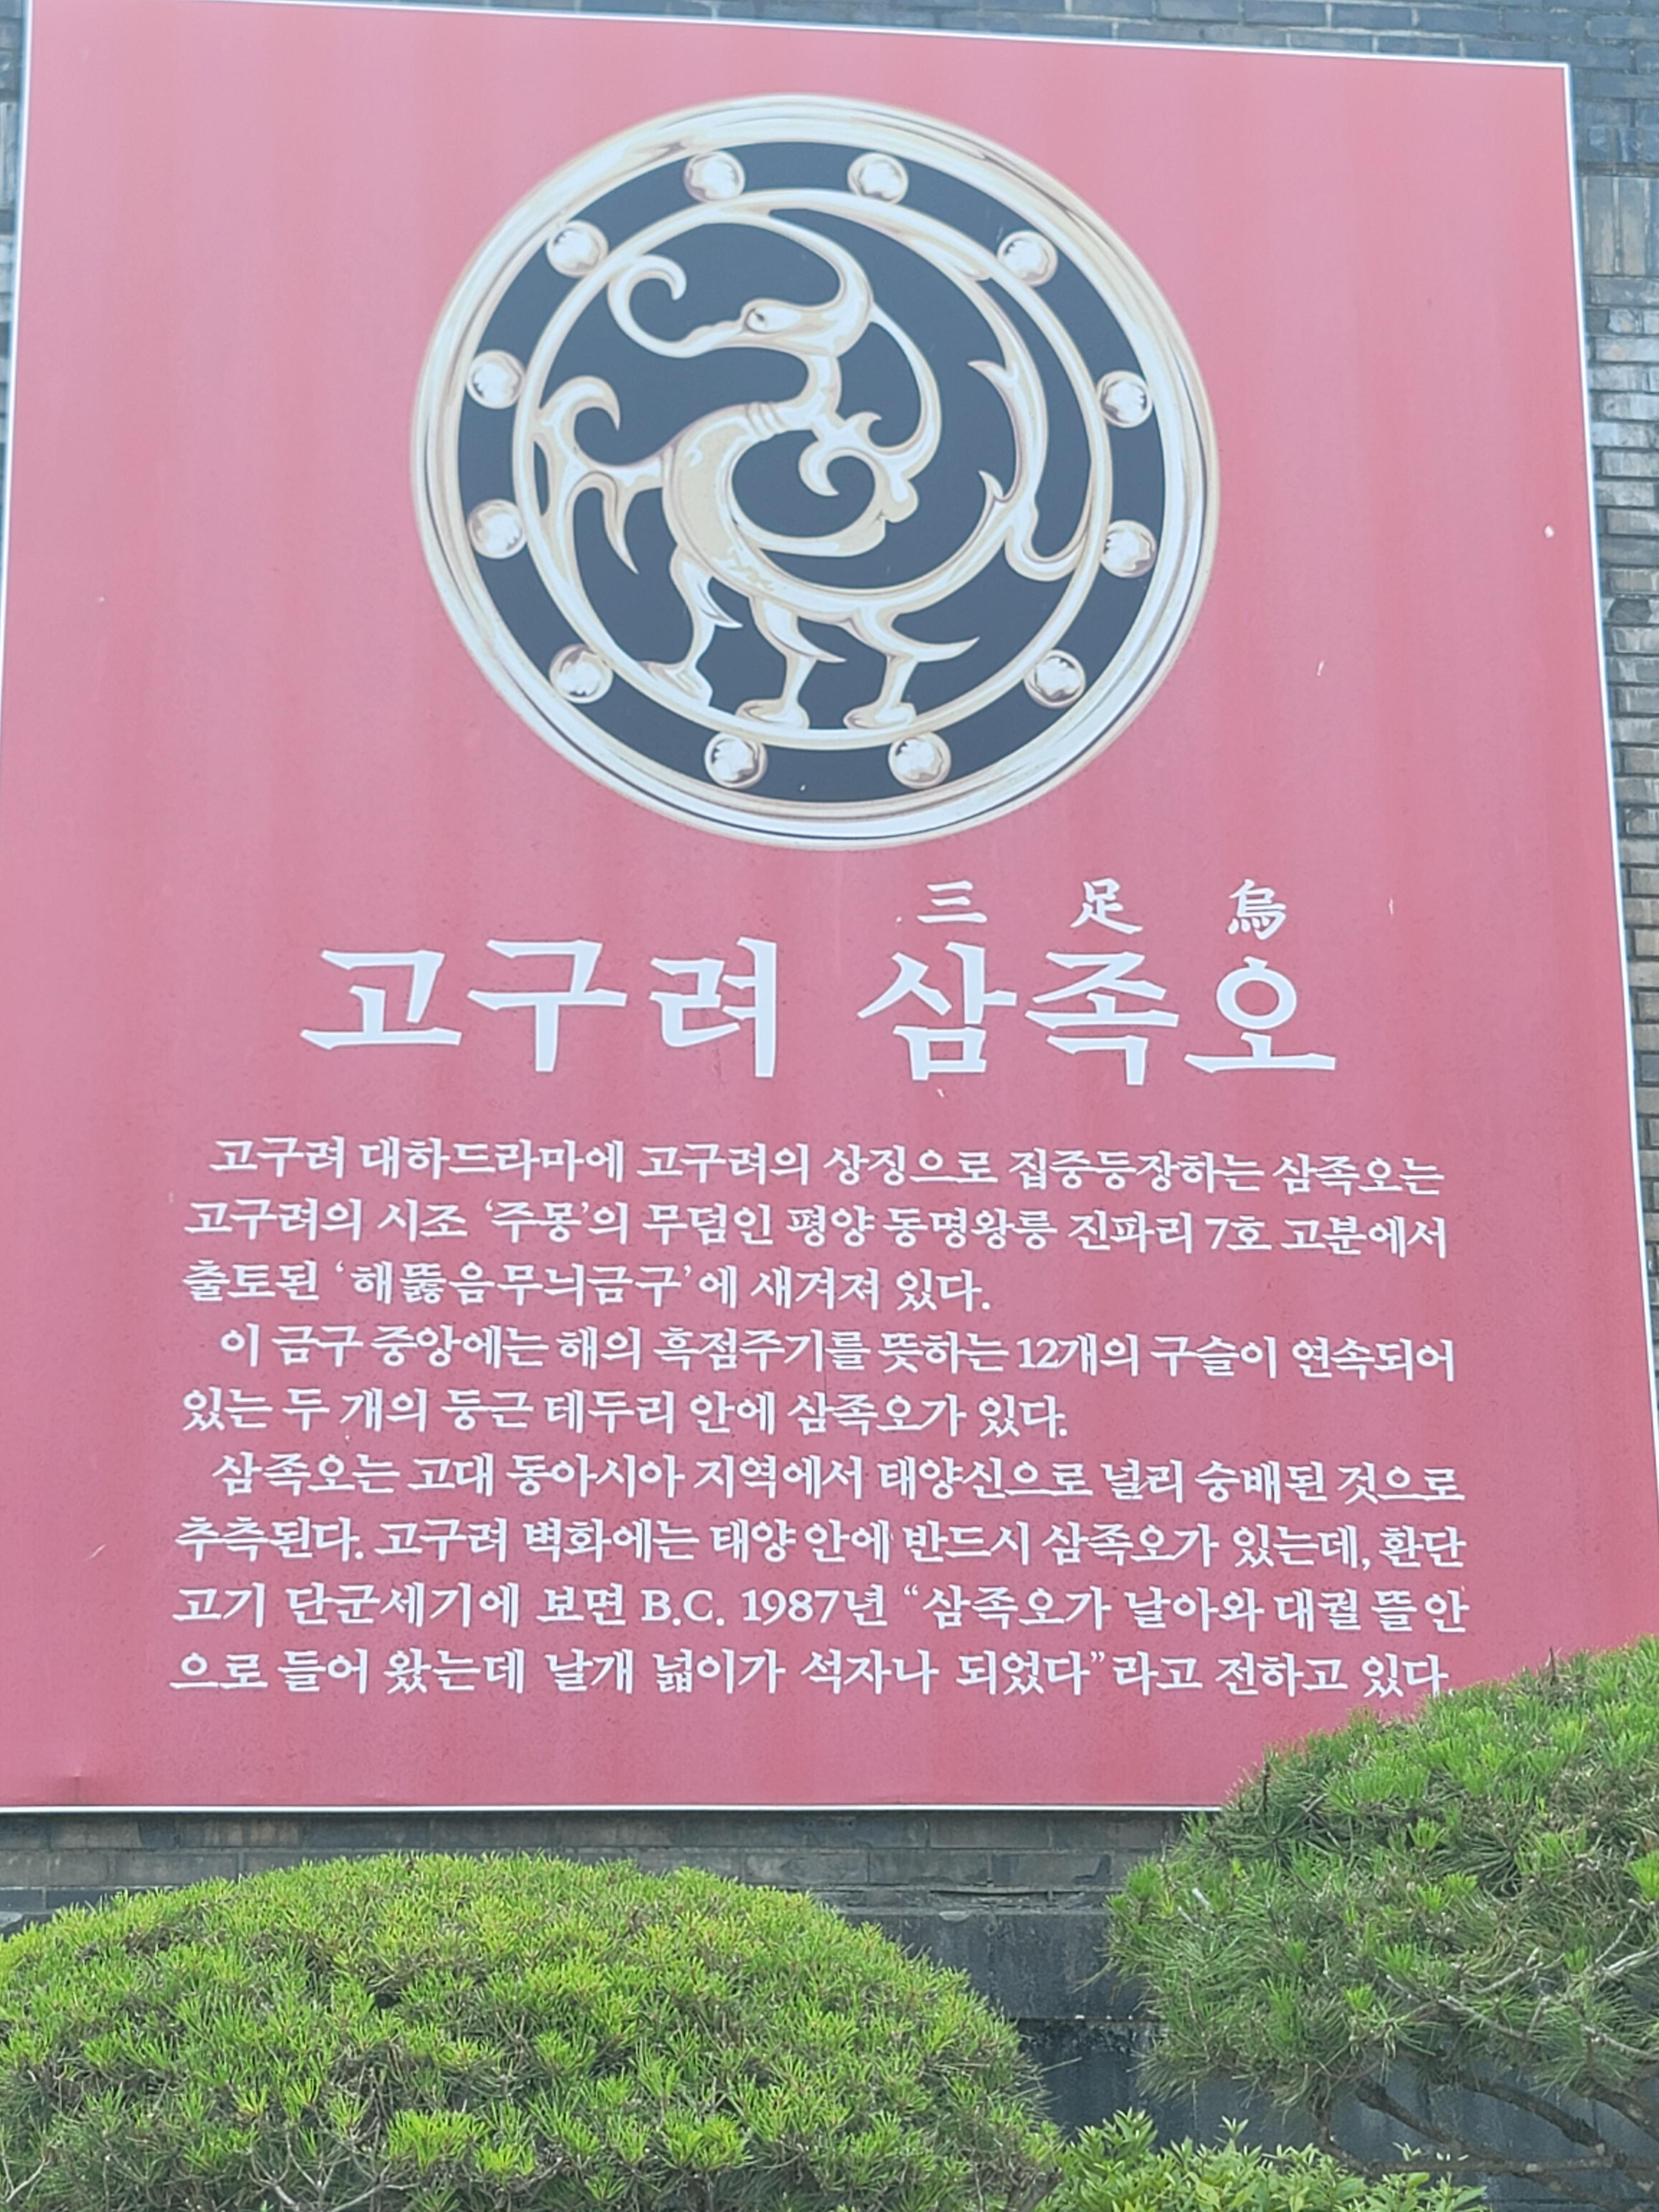 三足烏
고구려 삼족오
고구려 대하드라마에 고구려의 상징으로 집중등장하는 삼족오는
고구려의 시조 ‘주몽’의 무덤인 평양 동명왕릉 진파리 7호 고분에서
출토된 ‘해뚫음무늬금구’에 새겨져 있다.
이 금구 중앙에는 해의 흑점주기를 뜻하는 12개의 구슬이 연속되어
있는 두 개의 둥근 테두리 안에 삼족오가 있다.
삼족오는 고대 동아시아 지역에서 태양신으로 널리 숭배된 것으로
추측된다. 고구려 벽화에는 태양 안에 반드시 삼족오가 있는데, 환단
고기 단군세기에 보면 B.C. 1987년 “삼족오가 날아와 대궐 뜰 안
으로 들어 왔는데 날개 넓이가 석자나 되었다”라고 전하고 있다.